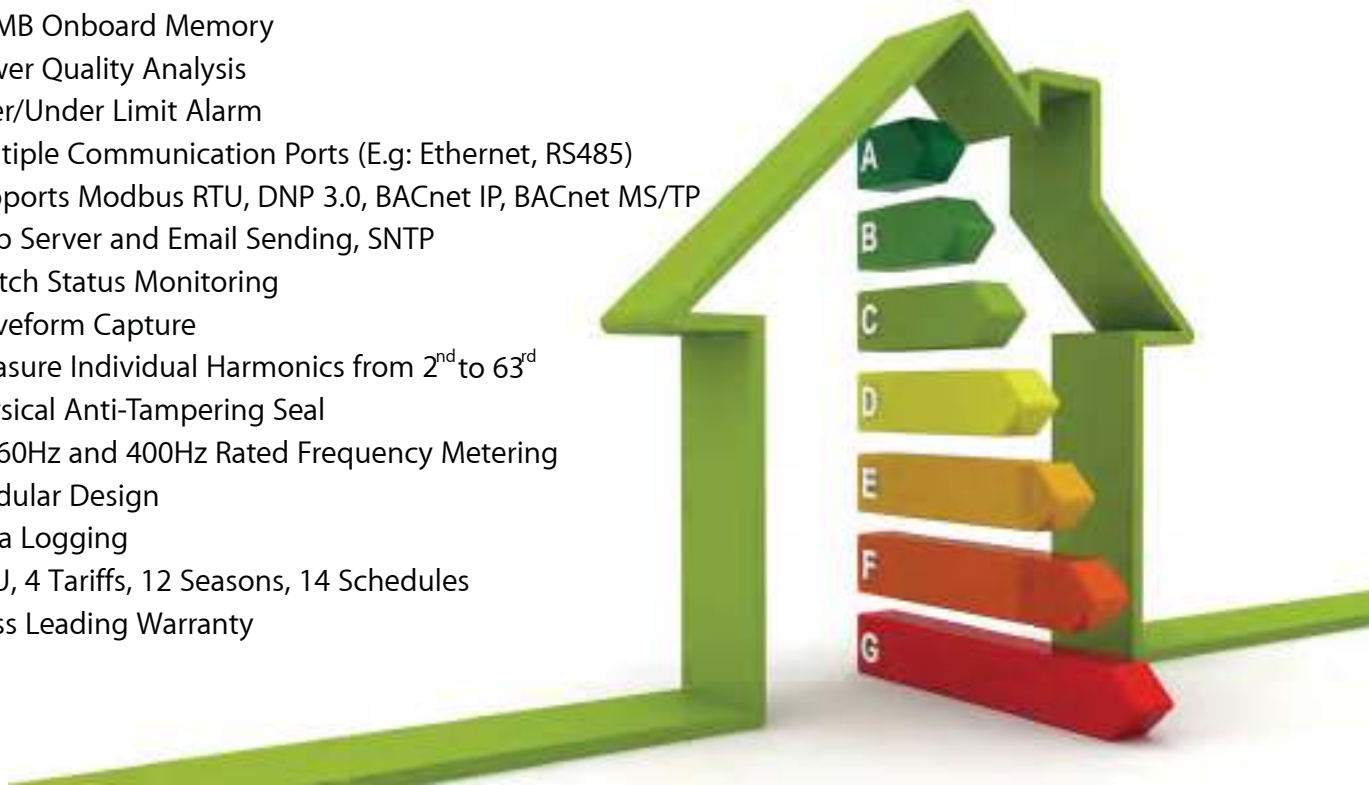 MB Onboard Memory
ver Quality Analysis
er/Under Limit Alarm
tiple Communication Ports (E.g: Ethernet, RS485)
ports Modbus RTU, DNP 3.0, BACnet IP, BACnet MS/TP
b Server and Email Sending, SNTP
tch Status Monitoring
veform Capture
asure Individual Harmonics from 2nd to 63rd
sical Anti-Tampering Seal
60Hz and 400Hz Rated Frequency Metering
dular Design
a Logging
U, 4 Tariffs, 12 Seasons, 14 Schedules
ss Leading Warranty
A
B
C
D
E
F
G